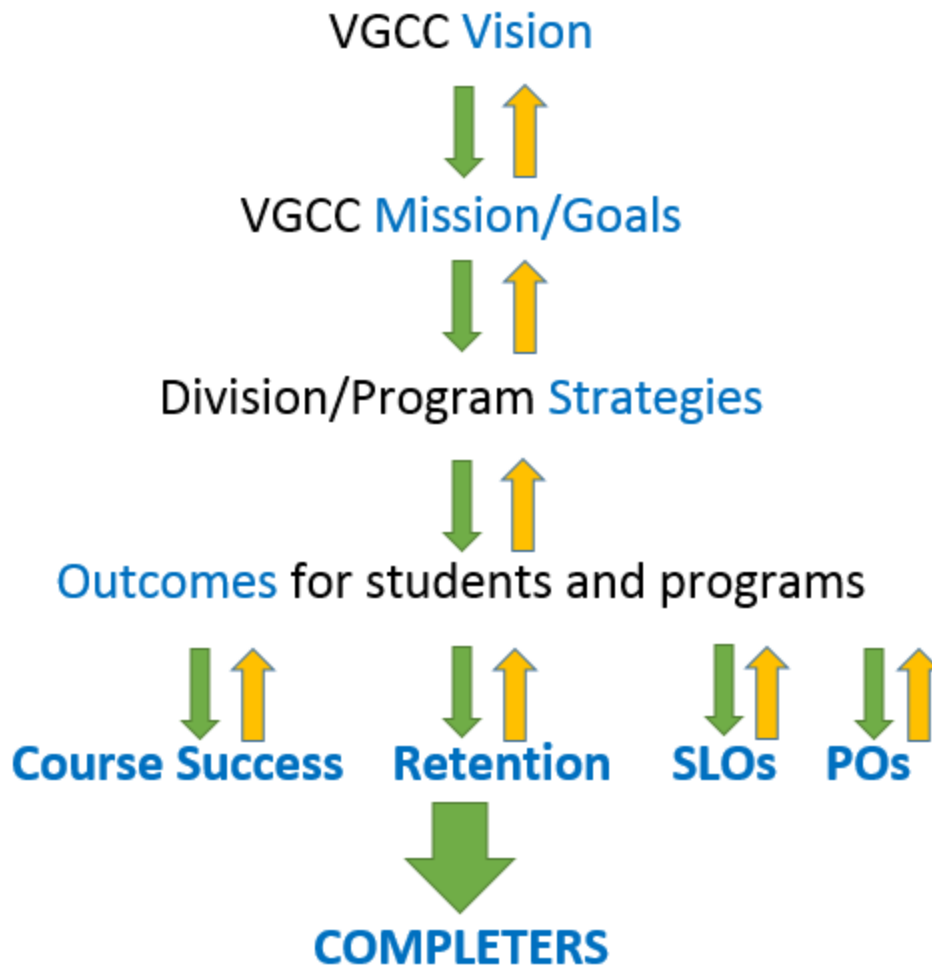 VGCC Vision
VGCC Mission/Goals
Division/Program Strategies
Outcomes for students and programs
Course Success Retention SLOs POs
COMPLETERS